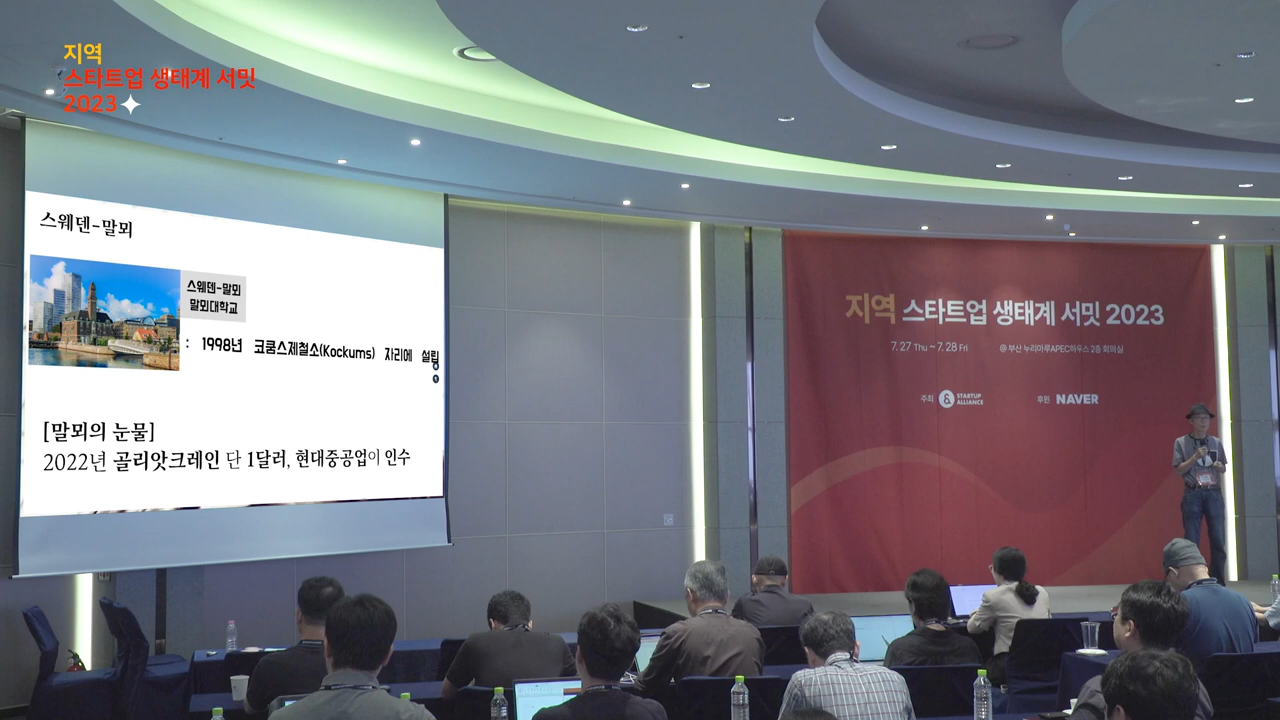 지역
스타트업 생태계 서밋
2023
스웨덴-말뫼
스웨덴-말뫼
말뫼대학교
: 1998년 코쿰스제철소(Kockums) 자리에 설립
[말뫼의 눈물]
2022년 골리앗크레인 단 1달러, 현대중공업이 인수
지역 스타트업 생태계 서밋 2023
7.27 Thu ~ 7.28 Fri @ 부산 누리마루APEC하우스 2층 회의실
주최 & STARTUP ALLIANCE 후원 NAVER